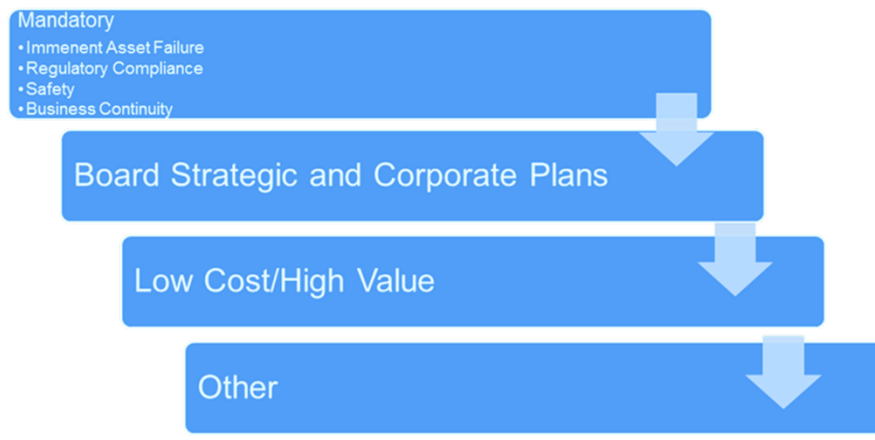 Mandatory
•Immenent Asset Failure
•Regulatory Compliance
•Safety
•Business Continuity
Board Strategic and Corporate Plans
Low Cost/High Value
Other